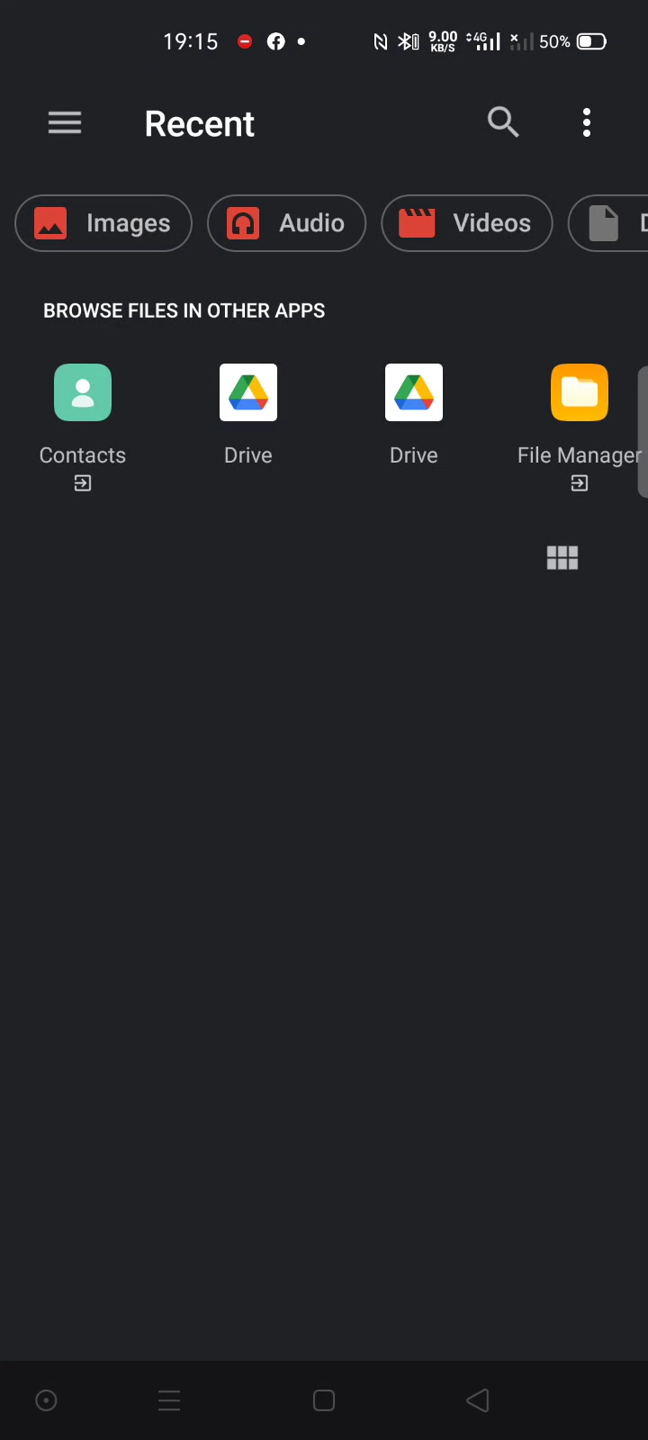 19:15 9.00 KB/S 4G 50%
Recent
Images Audio Videos
BROWSE FILES IN OTHER APPS
Contacts Drive Drive File Manager